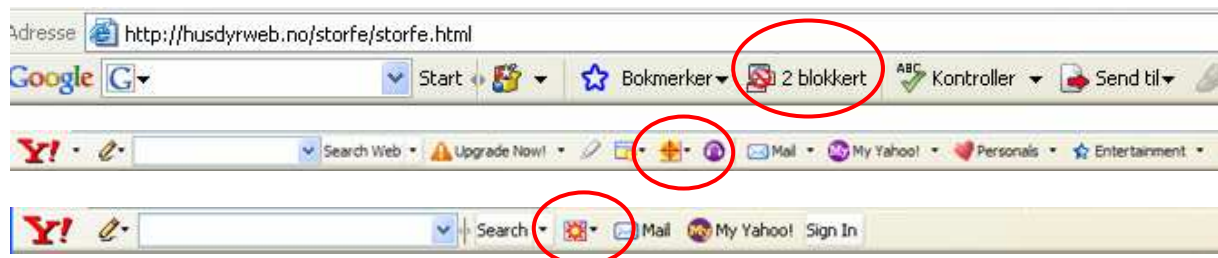 Adresse http://husdyrweb.no/storfe/storfe.html
Google G Start Bokmerker 2 blokkert ABC Kontroller Send til
Y! Search Web Upgrade Now! Mail My Yahoo! Personals Entertainment
Y! Search Mail My Yahoo! Sign In